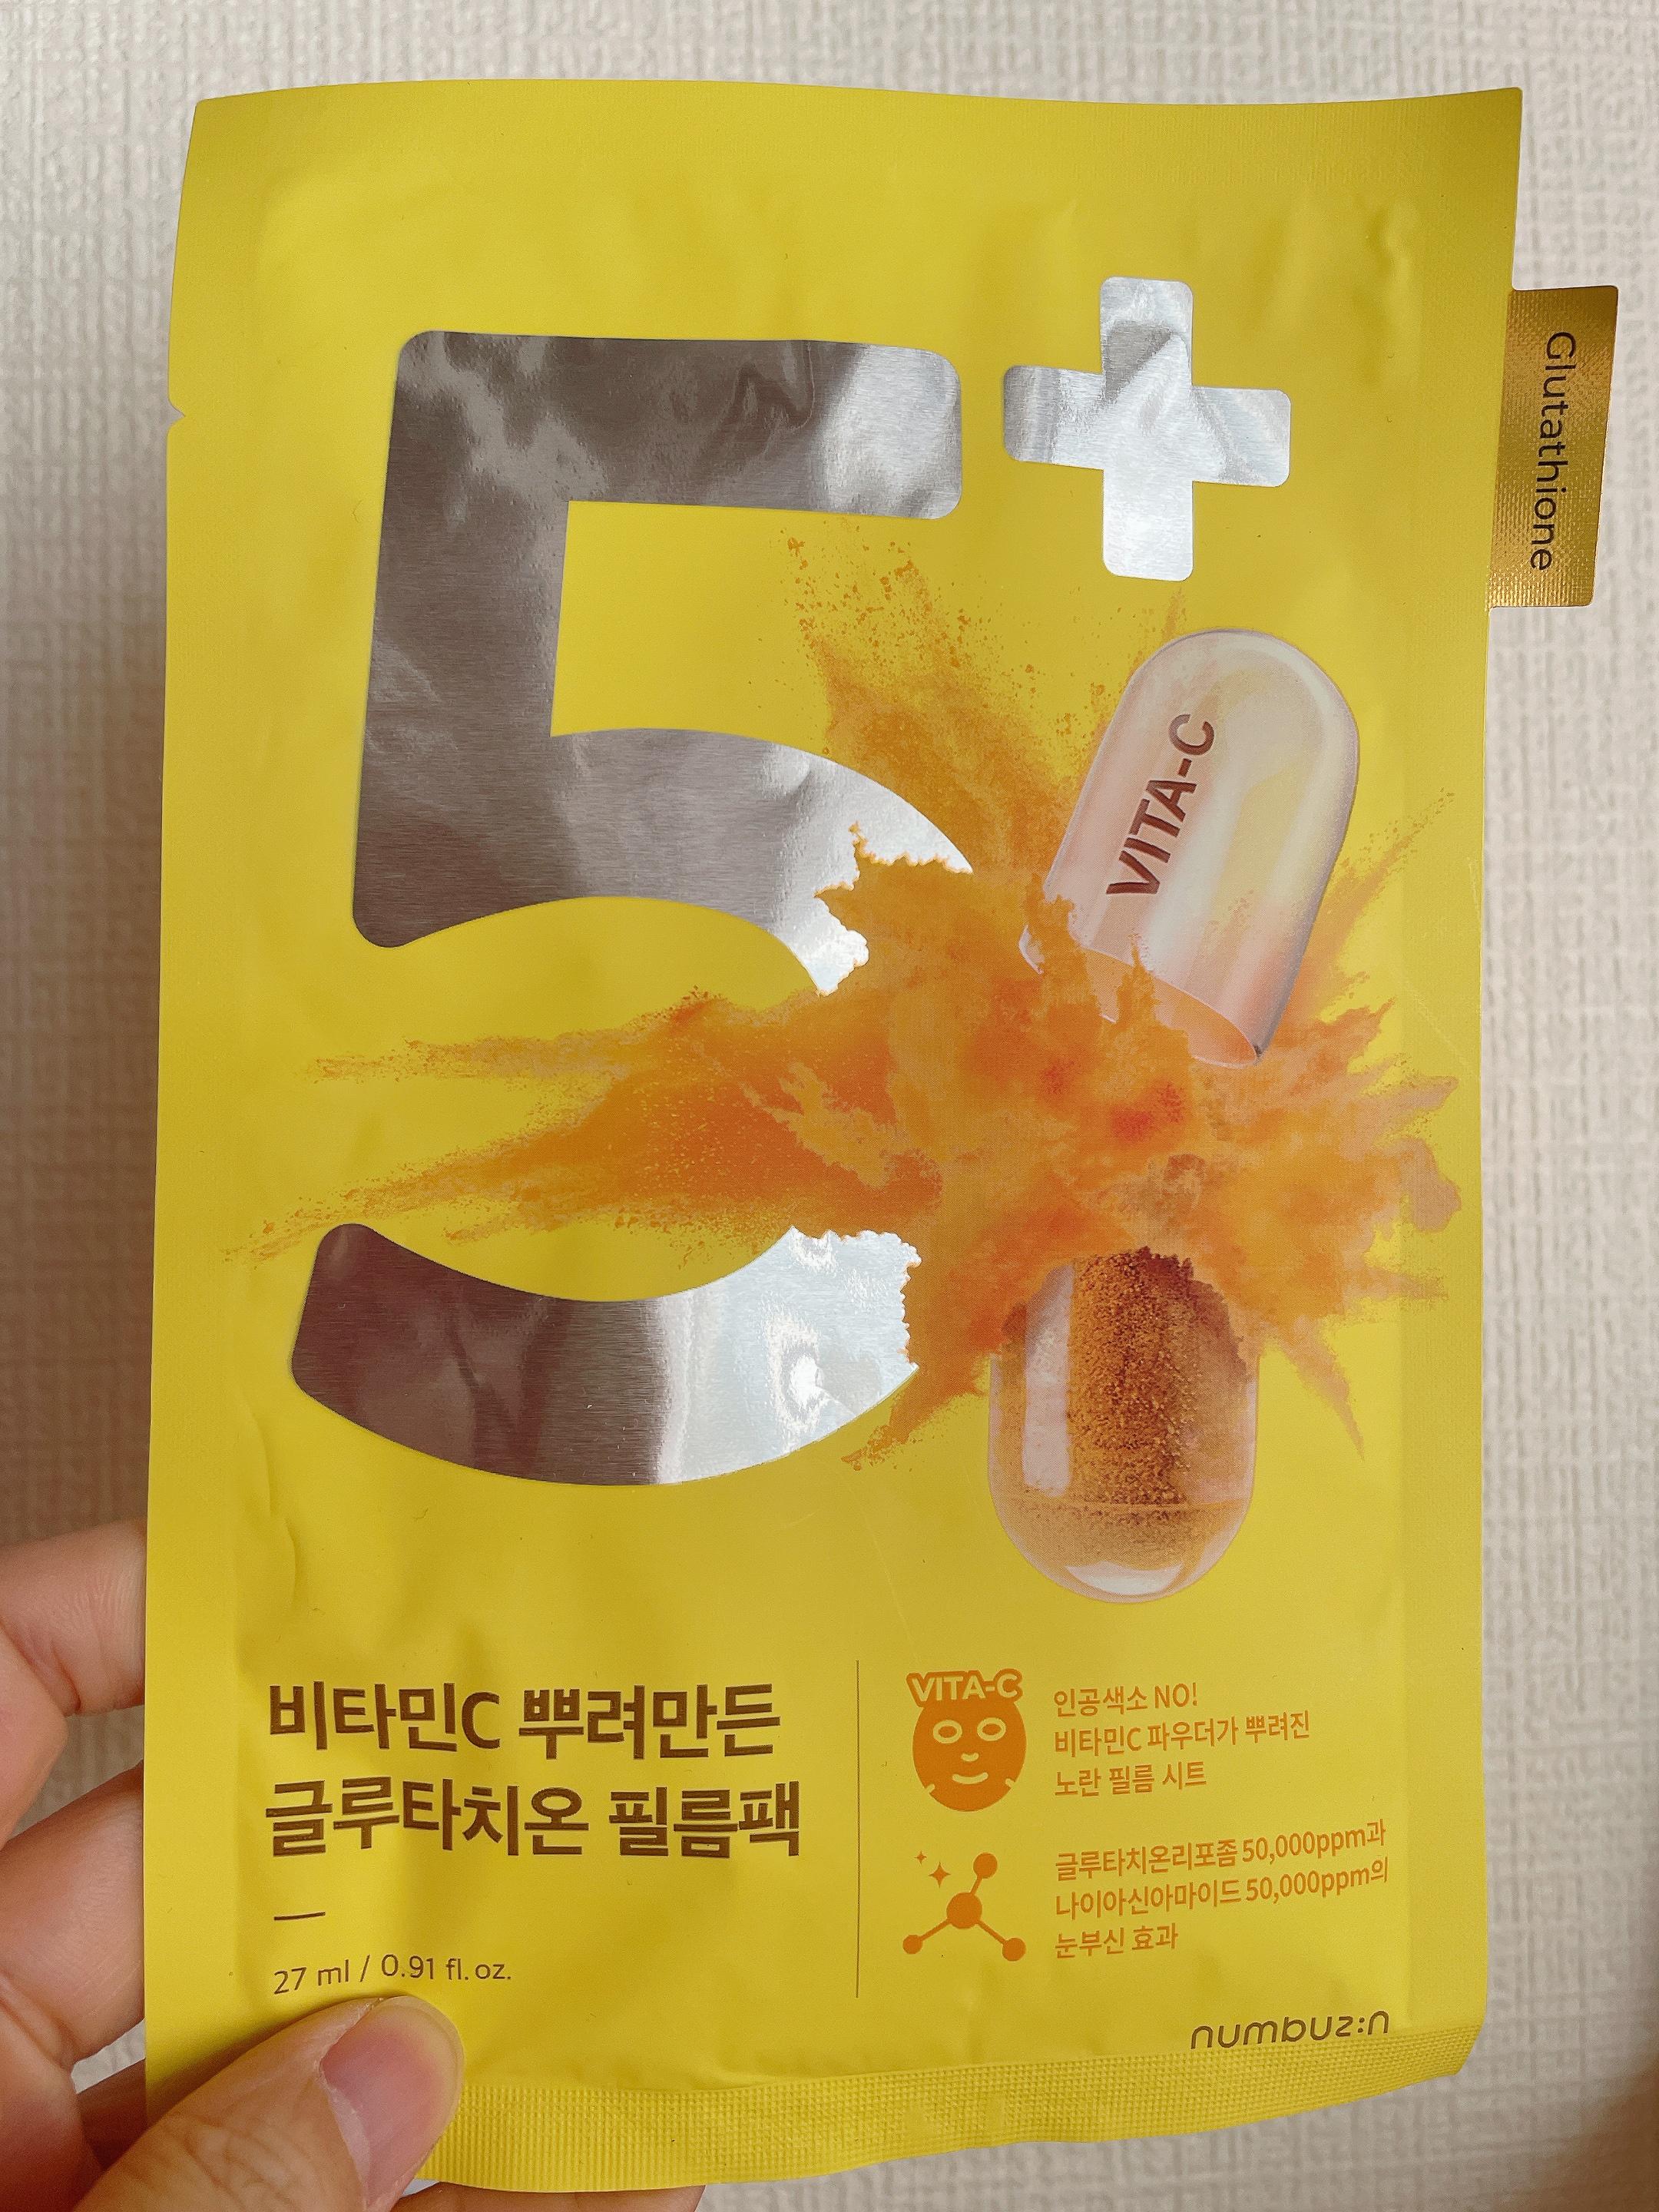 5+
Glutathione
VITA-C
비타민C 뿌려만든
글루타치온 필름팩
27 ml / 0.91 fl. oz.
VITA-C
인공색소 NO!
비타민C 파우더가 뿌려진
노란 필름 시트
글루타치온리포좀 50,000ppm과
나이아신아마이드 50,000ppm의
눈부신 효과
numbuz:n